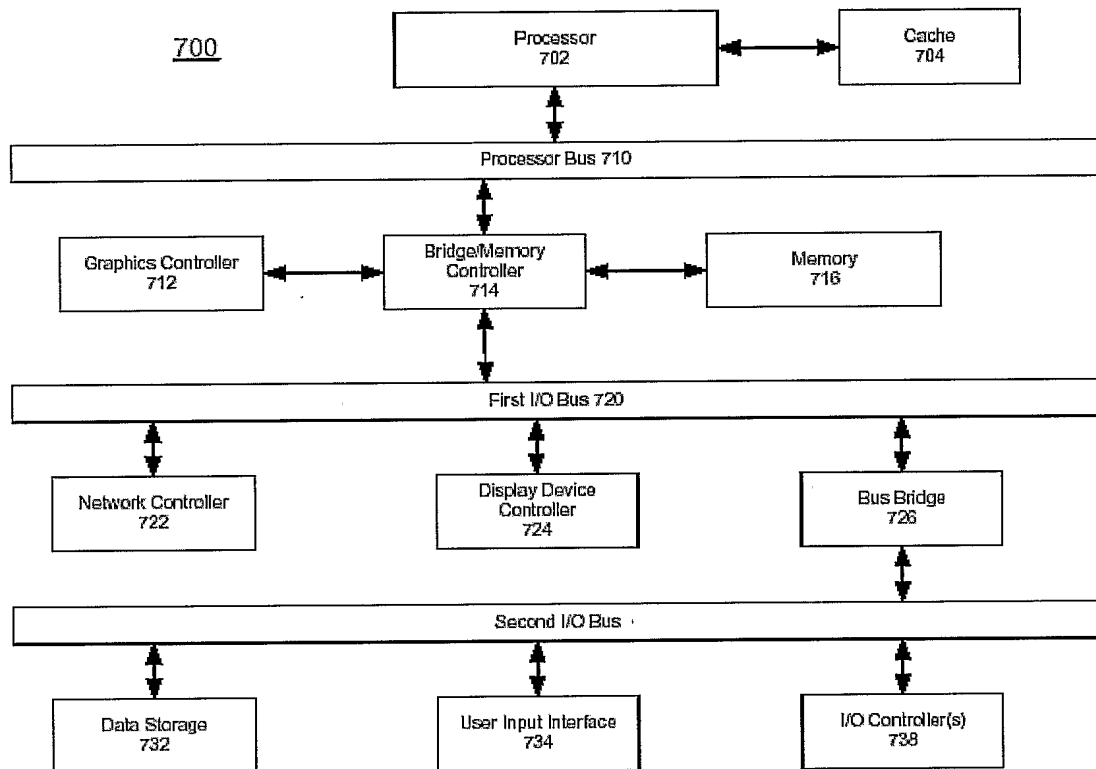 700
Processor
702
Cache
704
Processor Bus 710
Graphics Controller
712
Bridge/Memory
Controller
714
Memory
716
First I/O Bus 720
Network Controller
722
Display Device
Controller
724
Bus Bridge
726
Second I/O Bus
Data Storage
732
User Input Interface
734
I/O Controller(s)
738